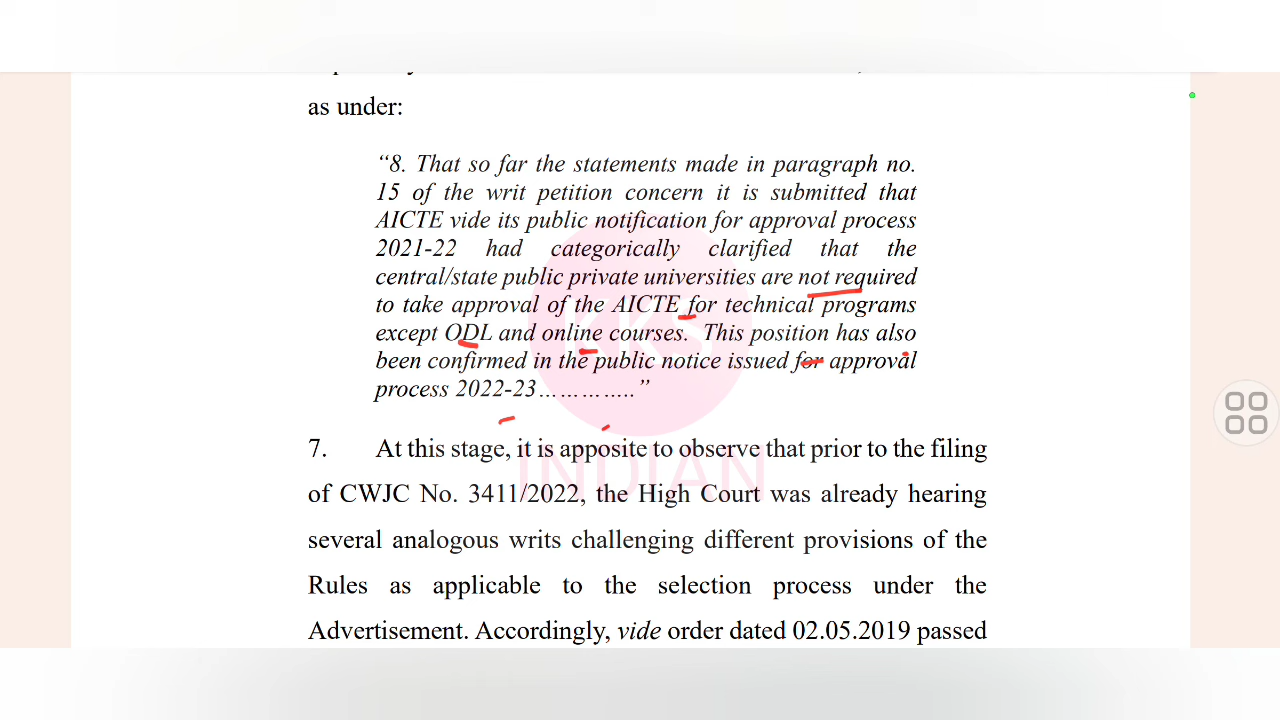 as under:
“8. That so far the statements made in paragraph no.
15 of the writ petition concern it is submitted that
AICTE vide its public notification for approval process
2021-22 had categorically clarified that the
central/state public private universities are not required
to take approval of the AICTE for technical programs
except ODL and online courses. This position has also
been confirmed in the public notice issued for approval
process 2022-23…………..”
7. At this stage, it is apposite to observe that prior to the filing
of CWJC No. 3411/2022, the High Court was already hearing
several analogous writs challenging different provisions of the
Rules as applicable to the selection process under the
Advertisement. Accordingly, vide order dated 02.05.2019 passed
KKS
INDIAN